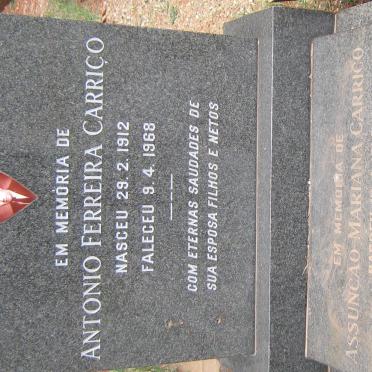 EM MEMÓRIA DE
ANTONIO FERREIRA CARRIÇO
NASCEU 29.2.1912
FALECEU 9.4.1968
COM ETERNAS SAUDADES DE
SUA ESPOSA FILHOS E NETOS
EM MEMÓRIA DE
ASSUNÇÃO MARIANA CARRIÇO